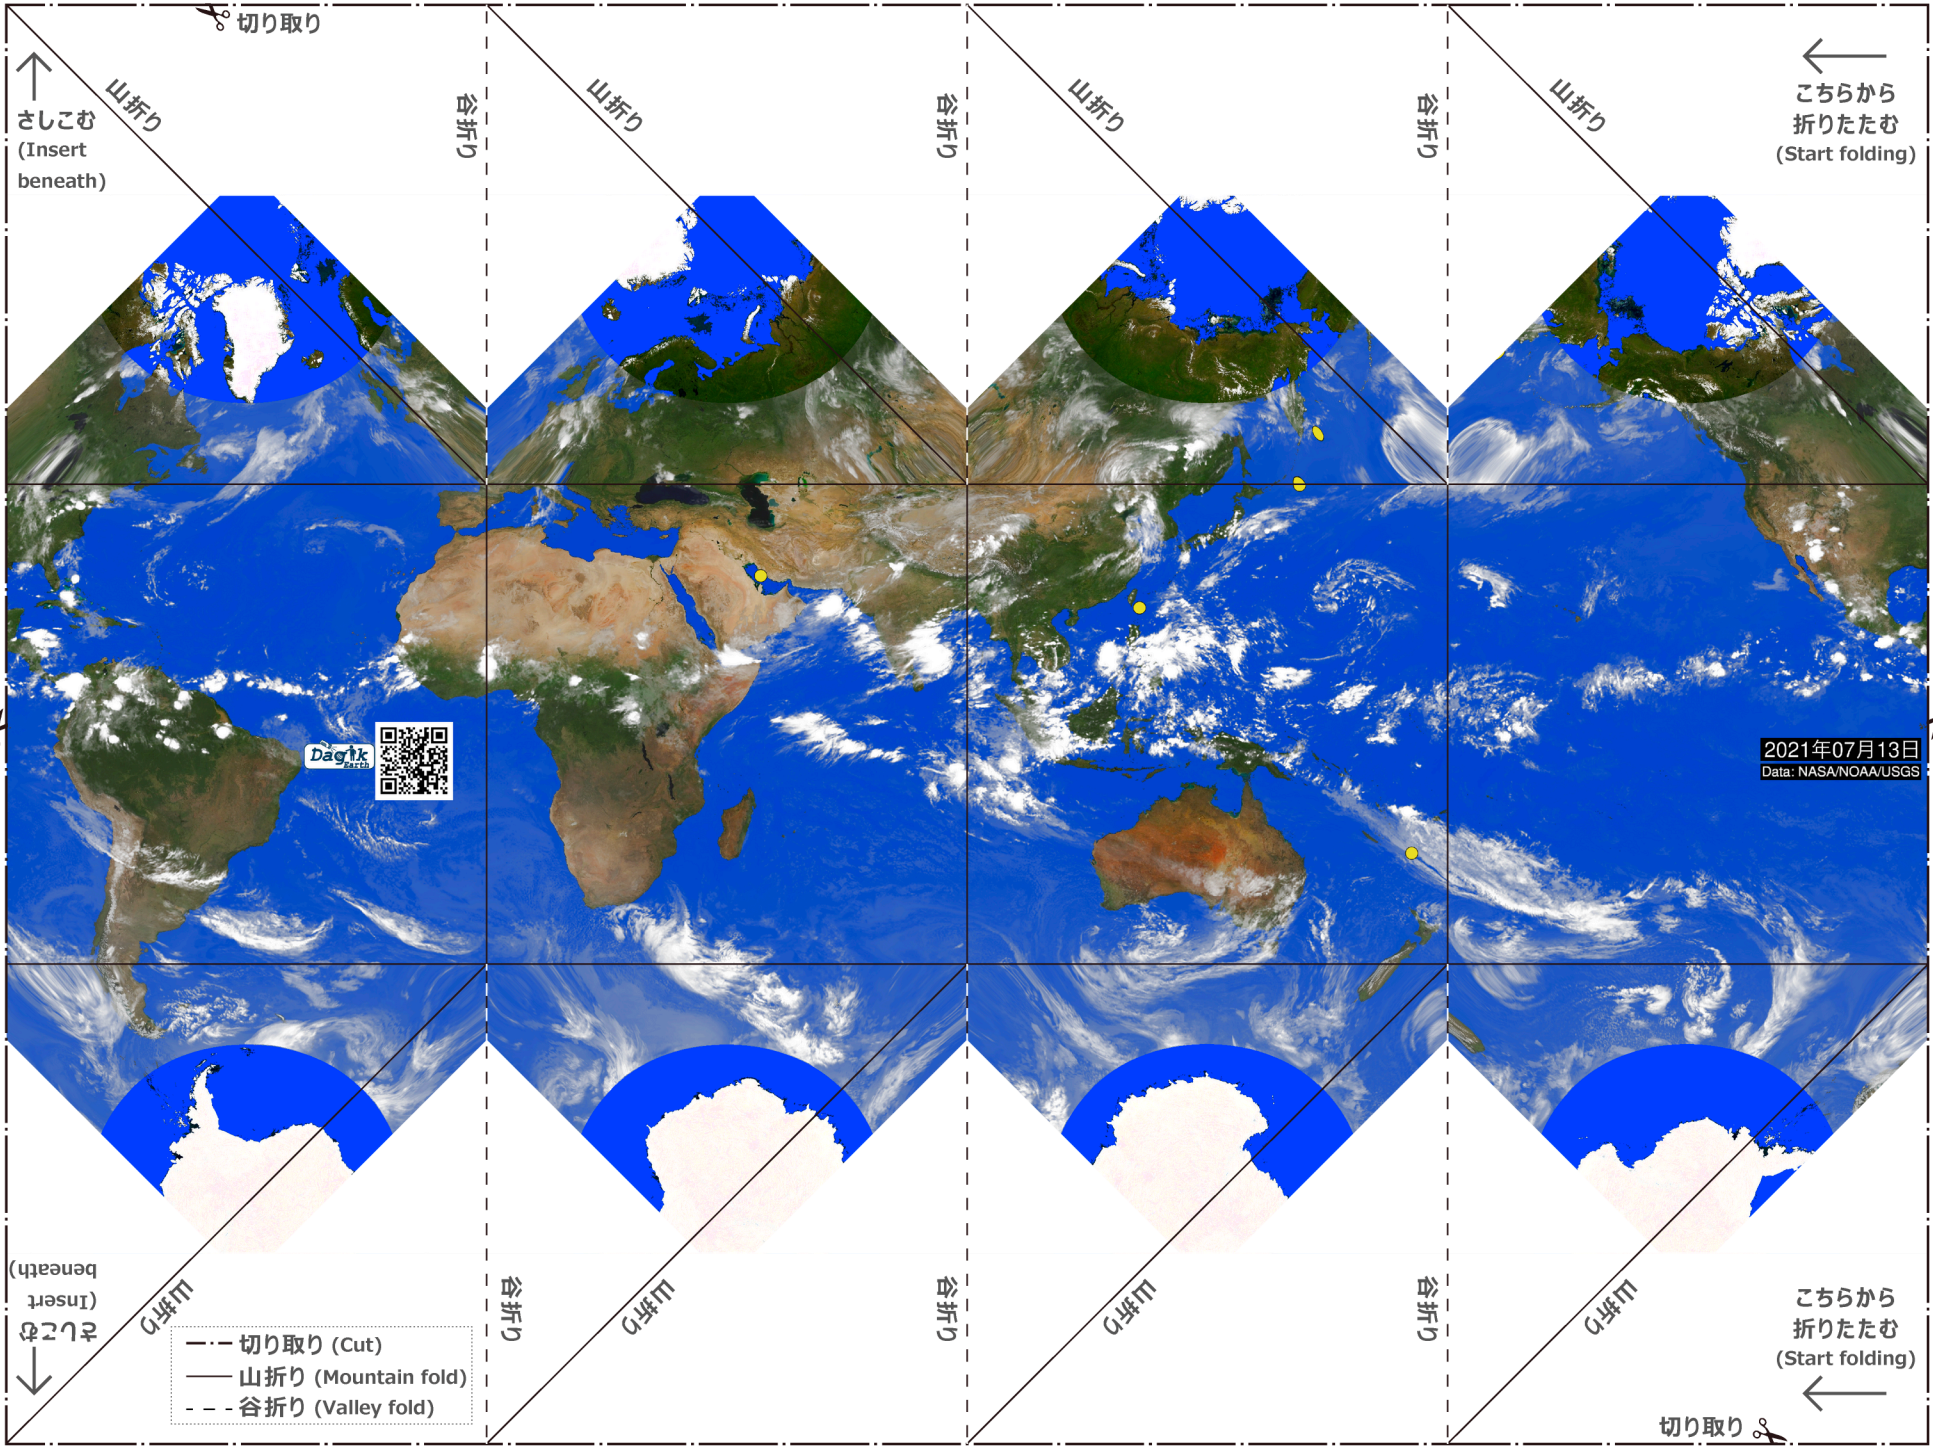 切り取り
山折り
谷折り
山折り
谷折り
山折り
谷折り
山折り
さしこむ
(Insert
beneath)
こちらから
折りたたむ
(Start folding)
Dagik
Earth
2021年07月13日
Data: NASA/NOAA/USGS
さしこむ
(Insert
beneath)
山折り
谷折り
山折り
谷折り
山折り
谷折り
山折り
こちらから
折りたたむ
(Start folding)
切り取り (Cut)
山折り (Mountain fold)
谷折り (Valley fold)
切り取り